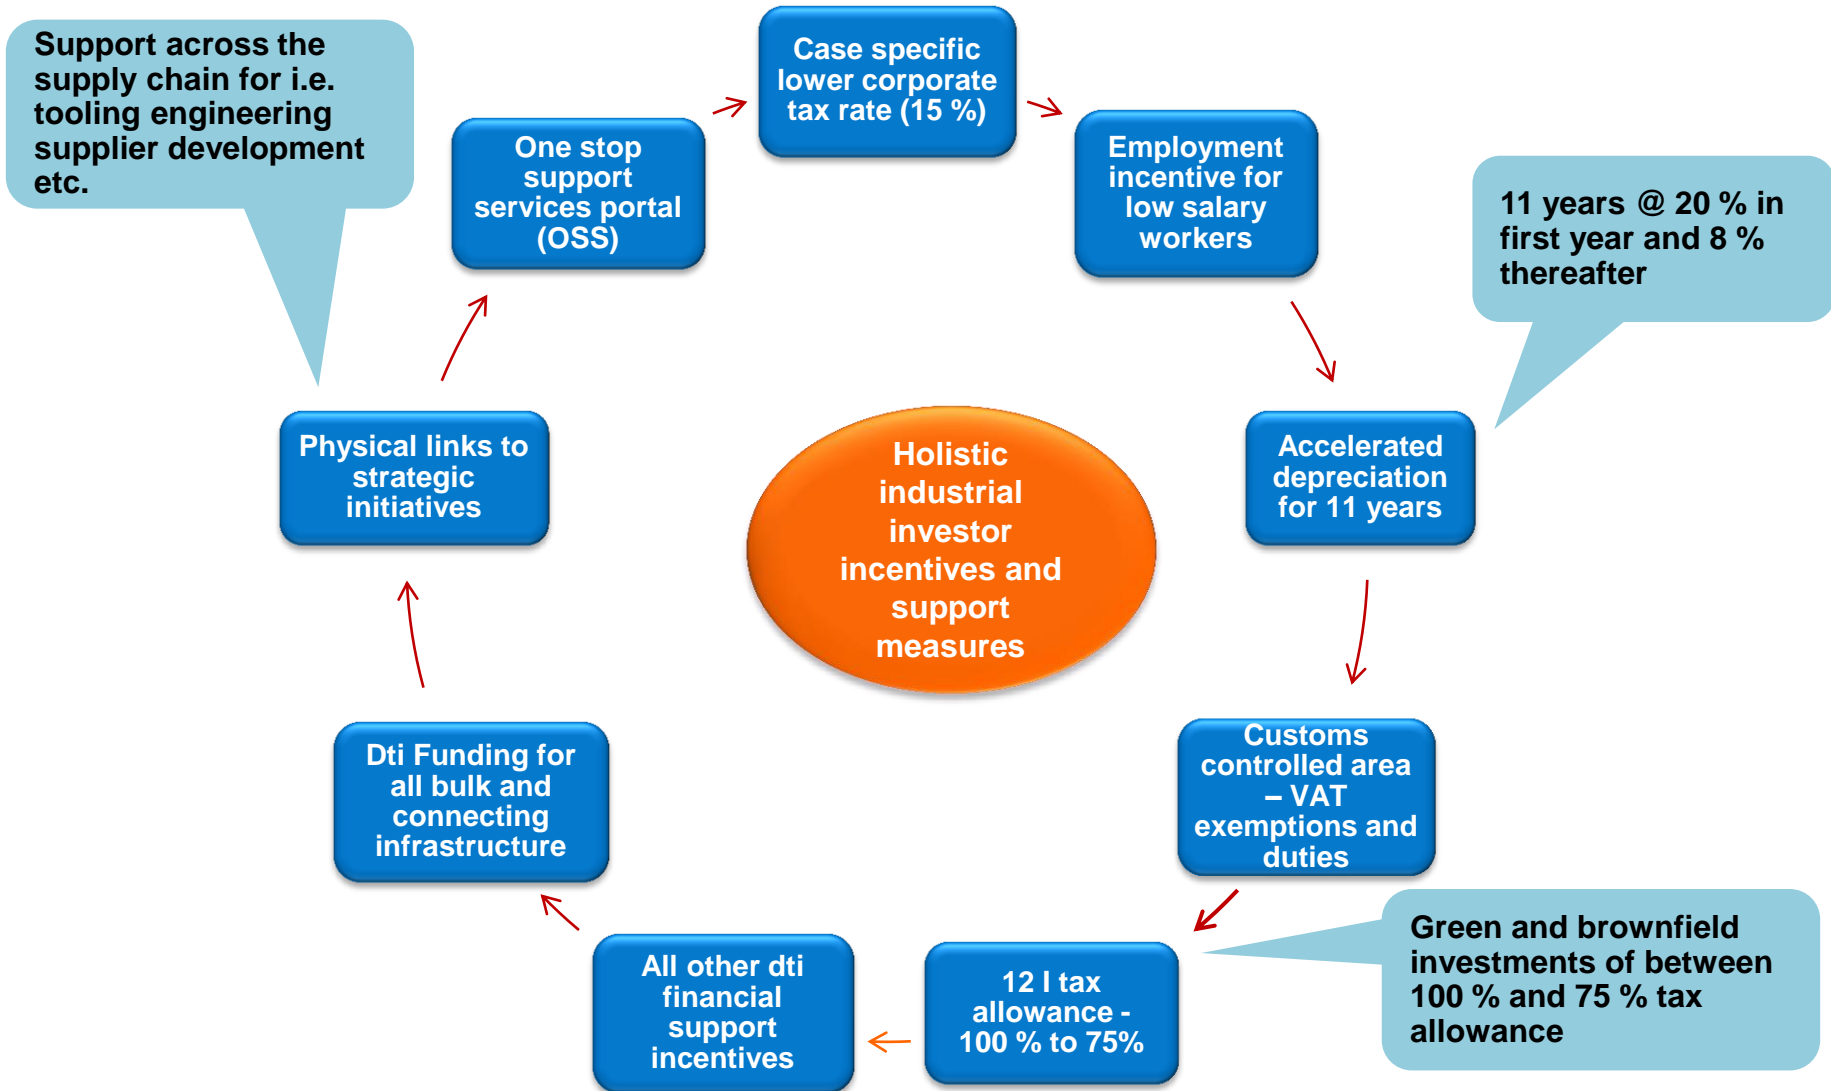 Support across the
supply chain for i.e.
tooling engineering
supplier development
etc.
Case specific
lower corporate
tax rate (15 %)
One stop
support
services portal
(OSS)
Employment
incentive for
low salary
workers
11 years @ 20 % in
first year and 8 %
thereafter
Physical links to
strategic
initiatives
Holistic
industrial
investor
incentives and
support
measures
Accelerated
depreciation
for 11 years
Dti Funding for
all bulk and
connecting
infrastructure
Customs
controlled area
– VAT
exemptions and
duties
All other dti
financial
support
incentives
12 I tax
allowance -
100 % to 75%
Green and brownfield
investments of between
100 % and 75 % tax
allowance